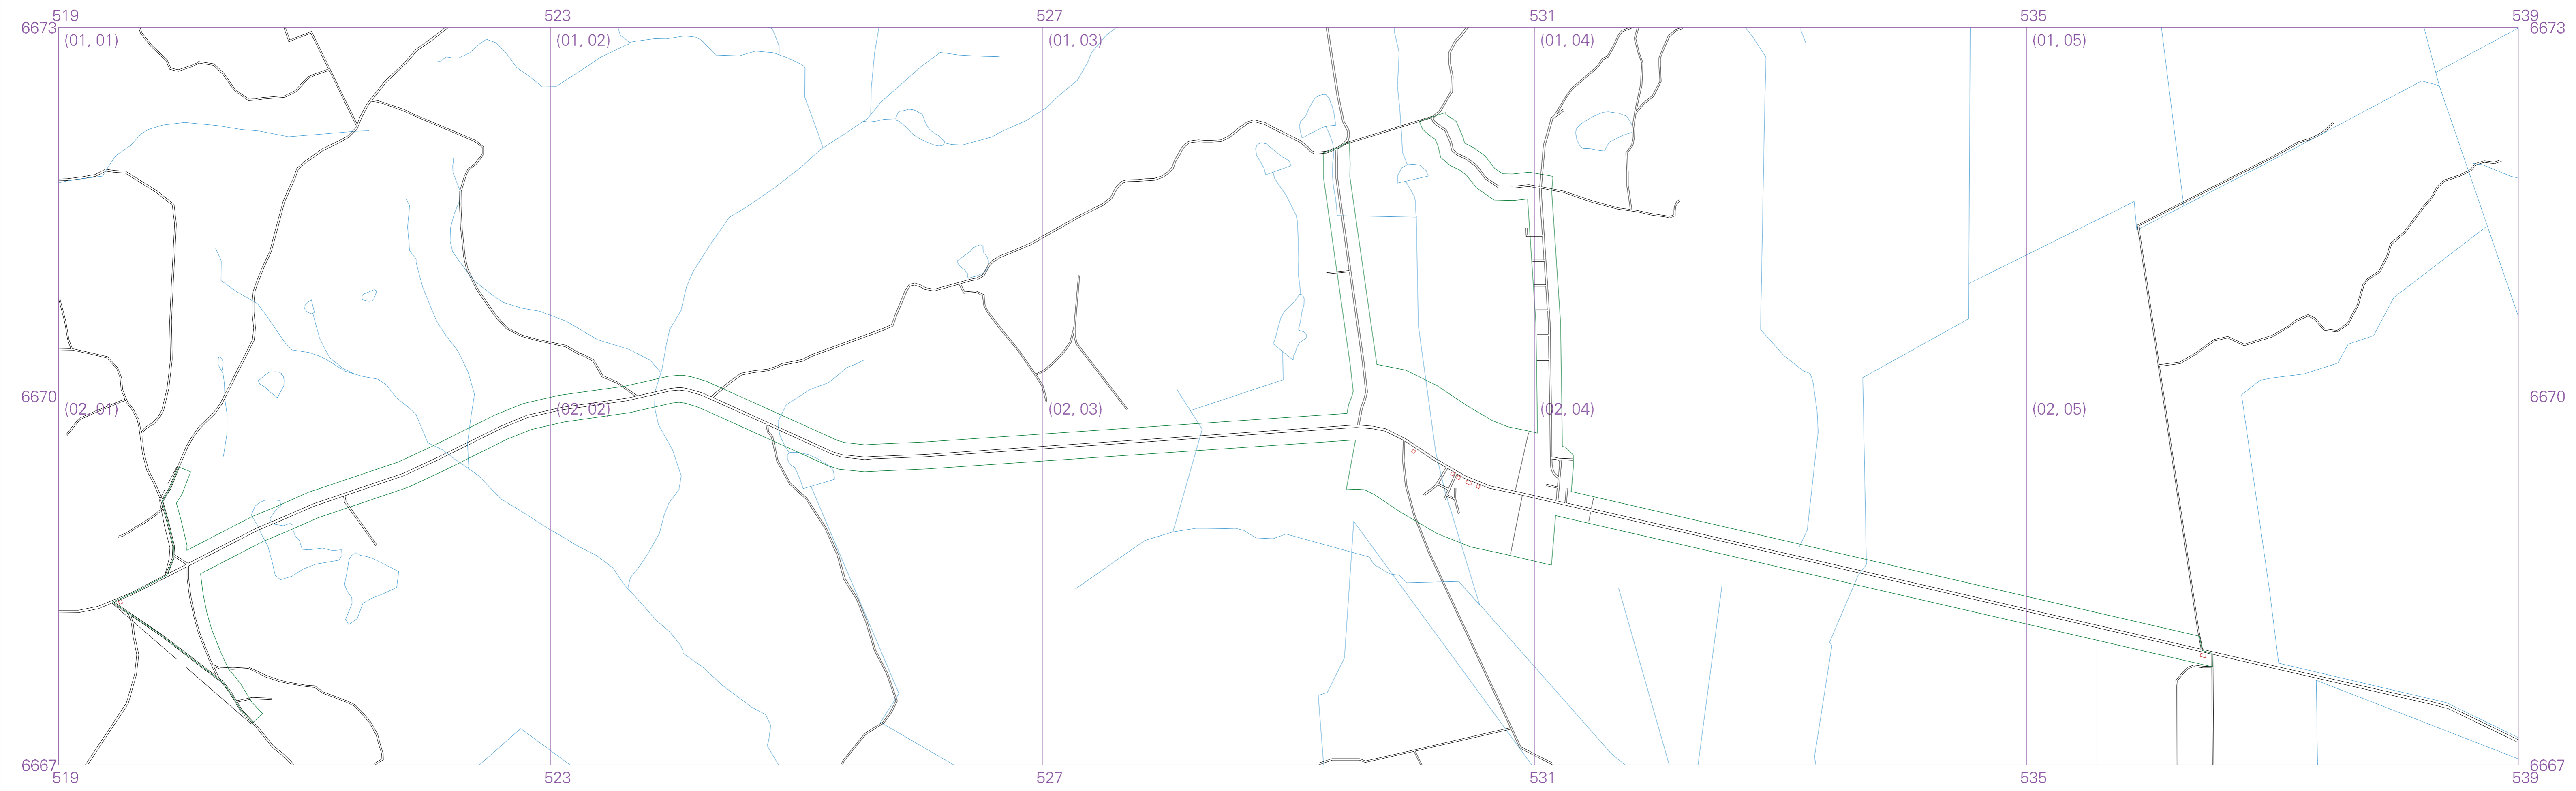 519 523 527 531 535 539
6673 6673
(01, 01) (01, 02) (01, 03) (01, 04) (01, 05)
6670 6670
(02, 01) (02, 02) (02, 03) (02, 04) (02, 05)
6667 6667
519 523 527 531 535 539